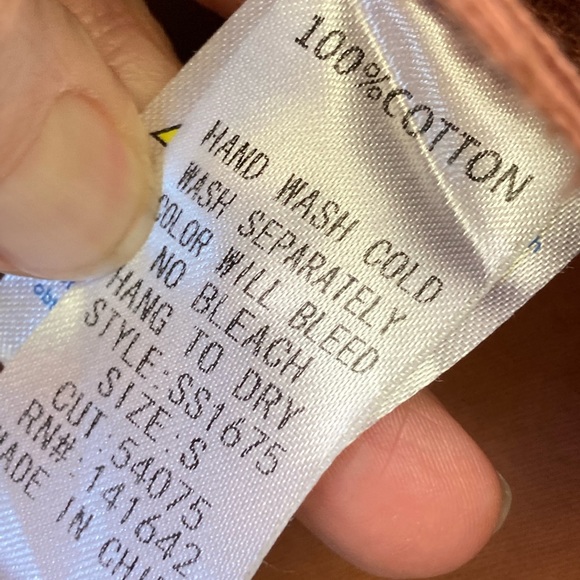 100%COTTON
HAND WASH COLD
WASH SEPARATELY
COLOR WILL BLEED
NO BLEACH
HANG TO DRY
STYLE:SS1675
SIZE:S
CUT:54075
RN#:141642
MADE IN